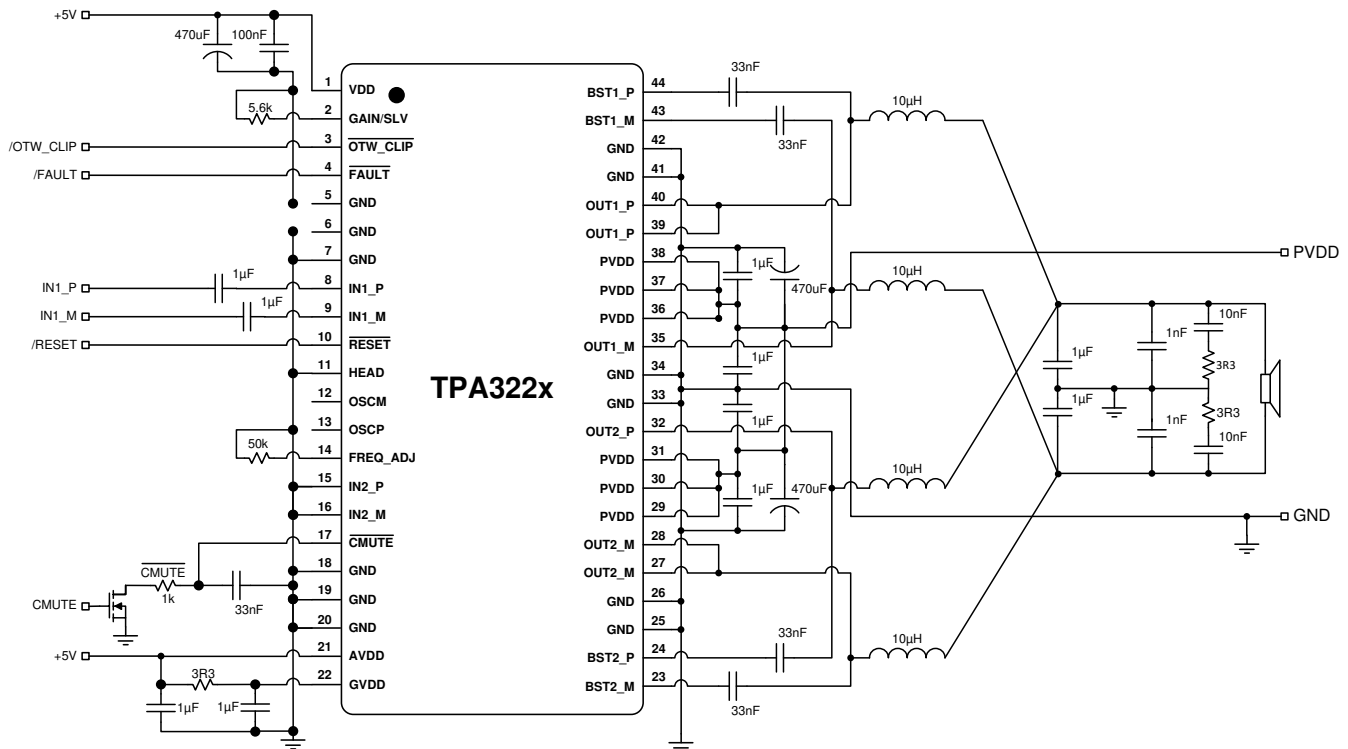 +5V
470uF
100nF
5.6k
/OTW_CLIP
/FAULT
1µF
IN1_P
1µF
IN1_M
/RESET
50k
CMUTE
1k
33nF
CMUTE
+5V
3R3
1µF
1µF
TPA322x
1 VDD
2 GAIN/SLV
3 OTW_CLIP
4 FAULT
5 GND
6 GND
7 GND
8 IN1_P
9 IN1_M
10 RESET
11 HEAD
12 OSCM
13 OSCP
14 FREQ_ADJ
15 IN2_P
16 IN2_M
17 CMUTE
18 GND
19 GND
20 GND
21 AVDD
22 GVDD
BST1_P 44
BST1_M 43
GND 42
GND 41
OUT1_P 40
OUT1_P 39
PVDD 38
PVDD 37
PVDD 36
OUT1_M 35
GND 34
GND 33
OUT2_P 32
PVDD 31
PVDD 30
PVDD 29
OUT2_M 28
OUT2_M 27
GND 26
GND 25
BST2_P 24
BST2_M 23
33nF
33nF
10µH
1µF
470uF
10µH
1µF
1µF
10µH
1µF
470uF
33nF
10µH
33nF
PVDD
10nF
1nF
1µF
3R3
1µF
3R3
1nF
10nF
GND